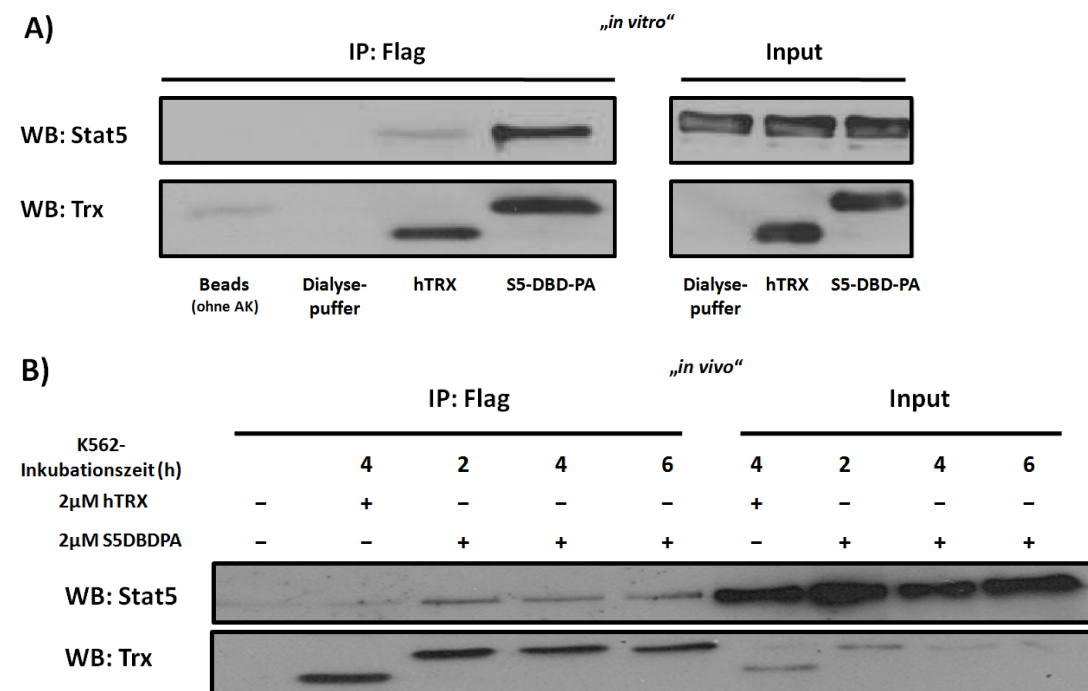 A)
„in vitro“
IP: Flag
Input
WB: Stat5
WB: Trx
Beads
(ohne AK)
Dialyse-
puffer
hTRX
S5-DBD-PA
Dialyse-
puffer
hTRX
S5-DBD-PA
B)
„in vivo“
IP: Flag
Input
K562-
Inkubationszeit (h)
4 2 4 6 4 2 4 6
2µM hTRX
– + – – – + – – –
2µM S5DBDPA
– – + + + – + + +
WB: Stat5
WB: Trx